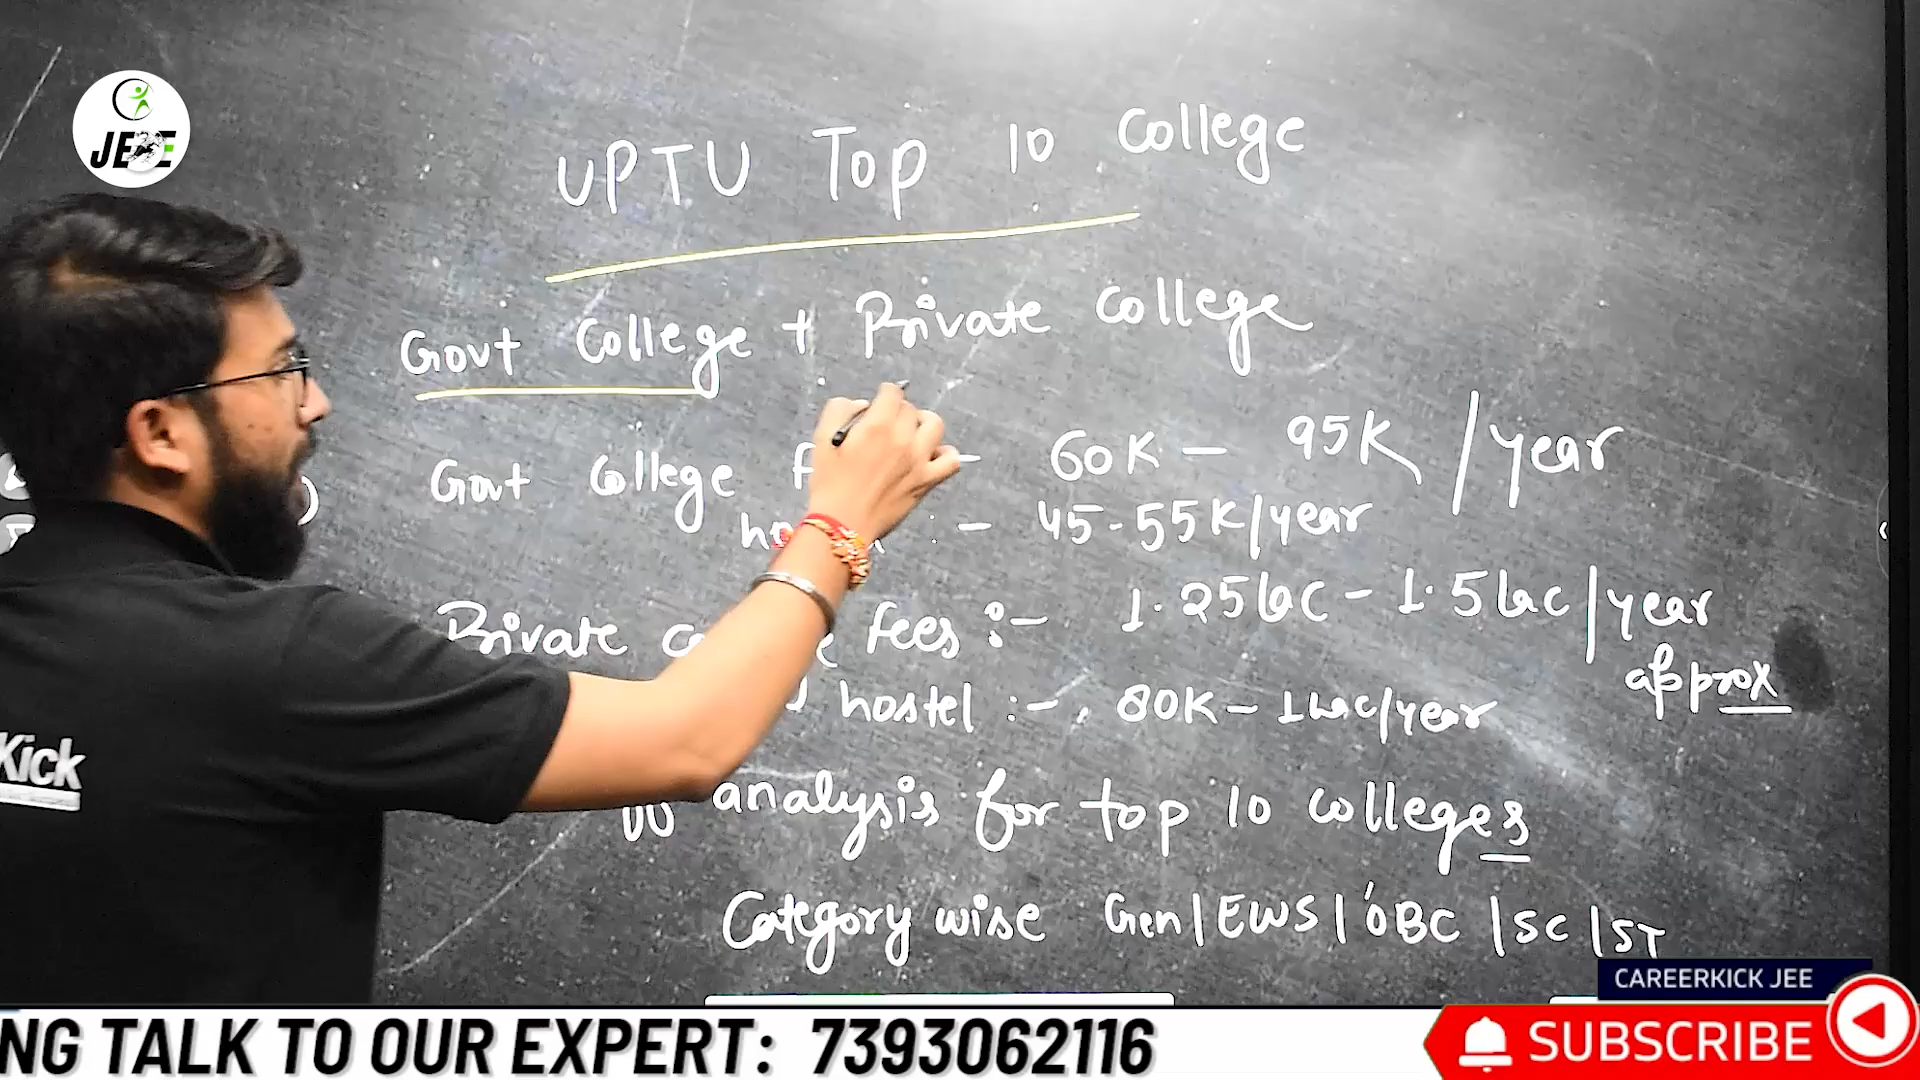 JEE
UPTU Top 10 College
Govt College + Private College
Govt College :- 60K - 95K /year
:- 45-55K/year
Private Fees :- 1.25lac - 1.5lac/year
approx
hostel :- 80K - 1lac/year
analysis for top 10 colleges
Category wise Gen/EWS/OBC/SC/ST
Kick
CAREERKICK JEE
NG TALK TO OUR EXPERT: 7393062116
SUBSCRIBE